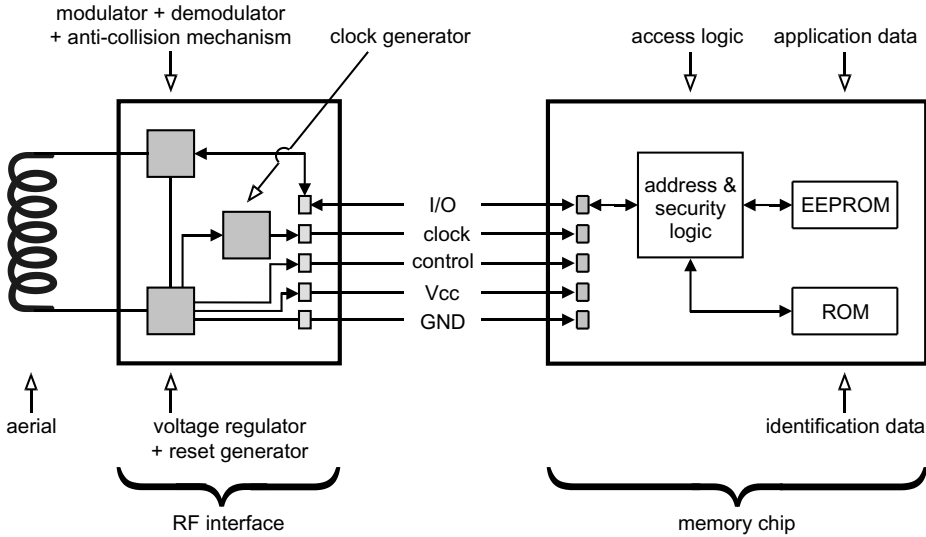 modulator + demodulator
+ anti-collision mechanism
clock generator
access logic
application data
I/O
clock
control
Vcc
GND
address &
security
logic
EEPROM
ROM
aerial
voltage regulator
+ reset generator
identification data
RF interface
memory chip